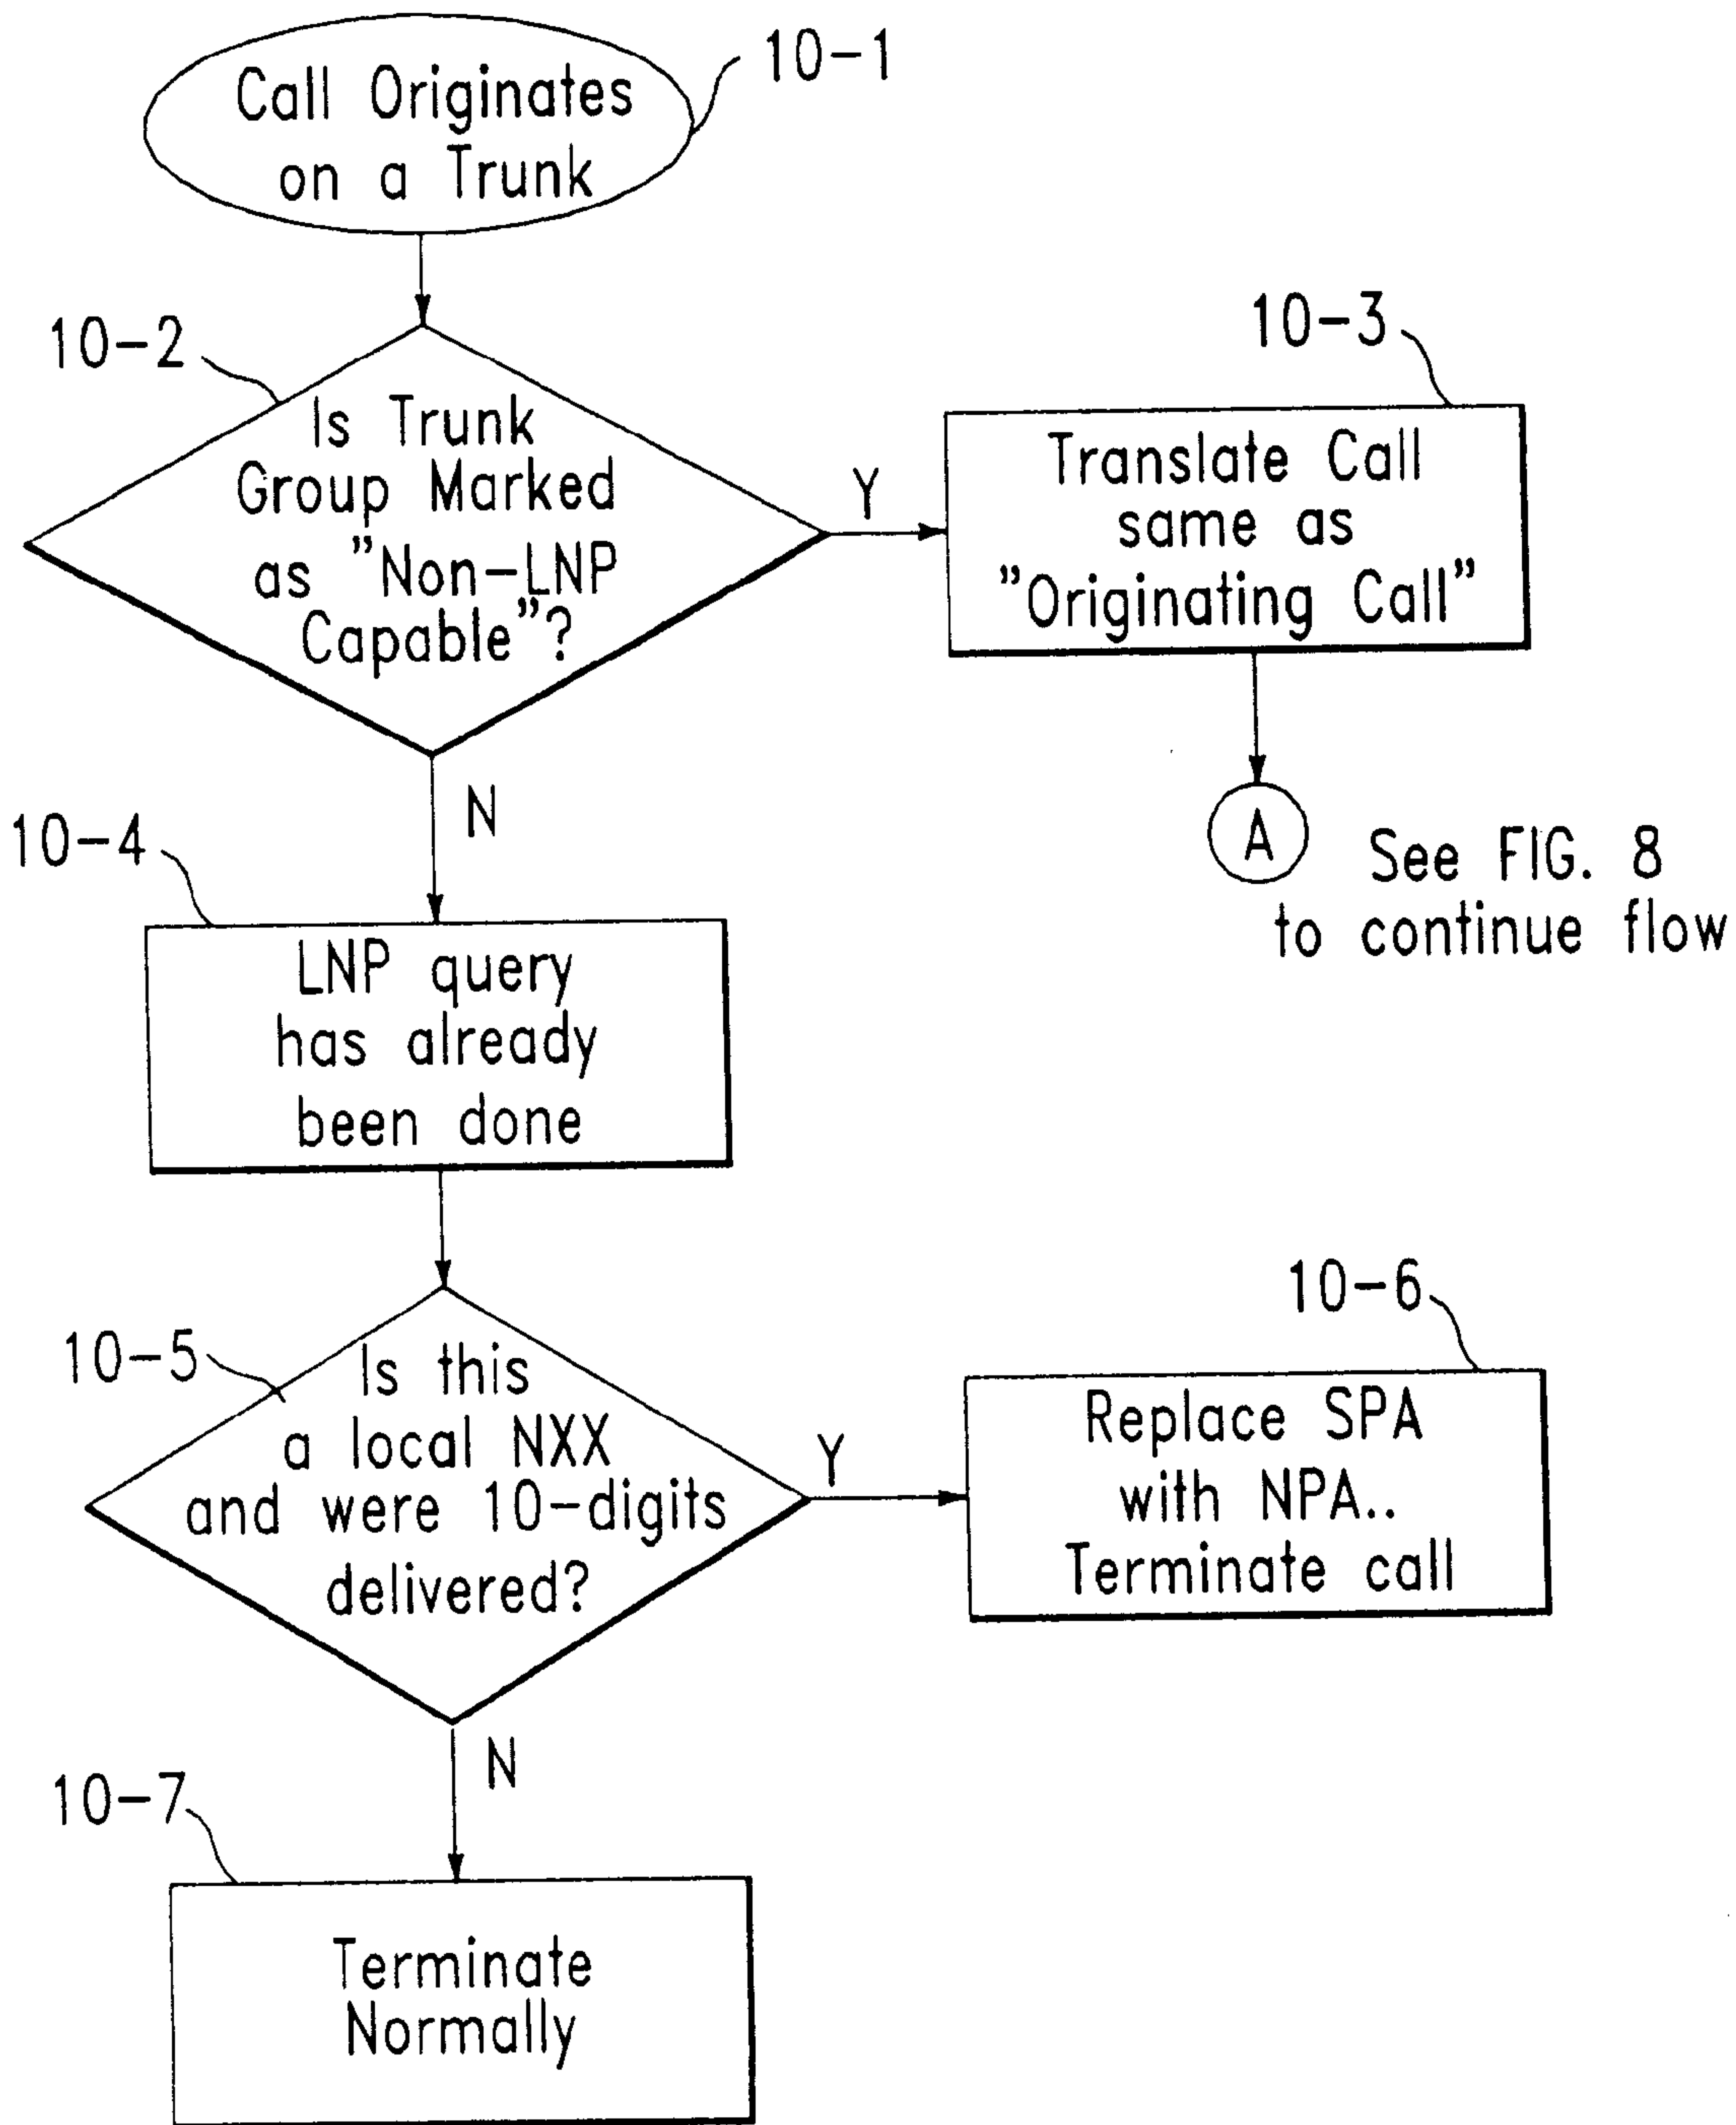 10-1
Call Originates
on a Trunk
10-2
Is Trunk
Group Marked
as "Non-LNP
Capable"?
Y
10-3
Translate Call
same as
"Originating Call"
A
See FIG. 8
to continue flow
N
10-4
LNP query
has already
been done
10-5
Is this
a local NXX
and were 10-digits
delivered?
Y
10-6
Replace SPA
with NPA..
Terminate call
N
10-7
Terminate
Normally